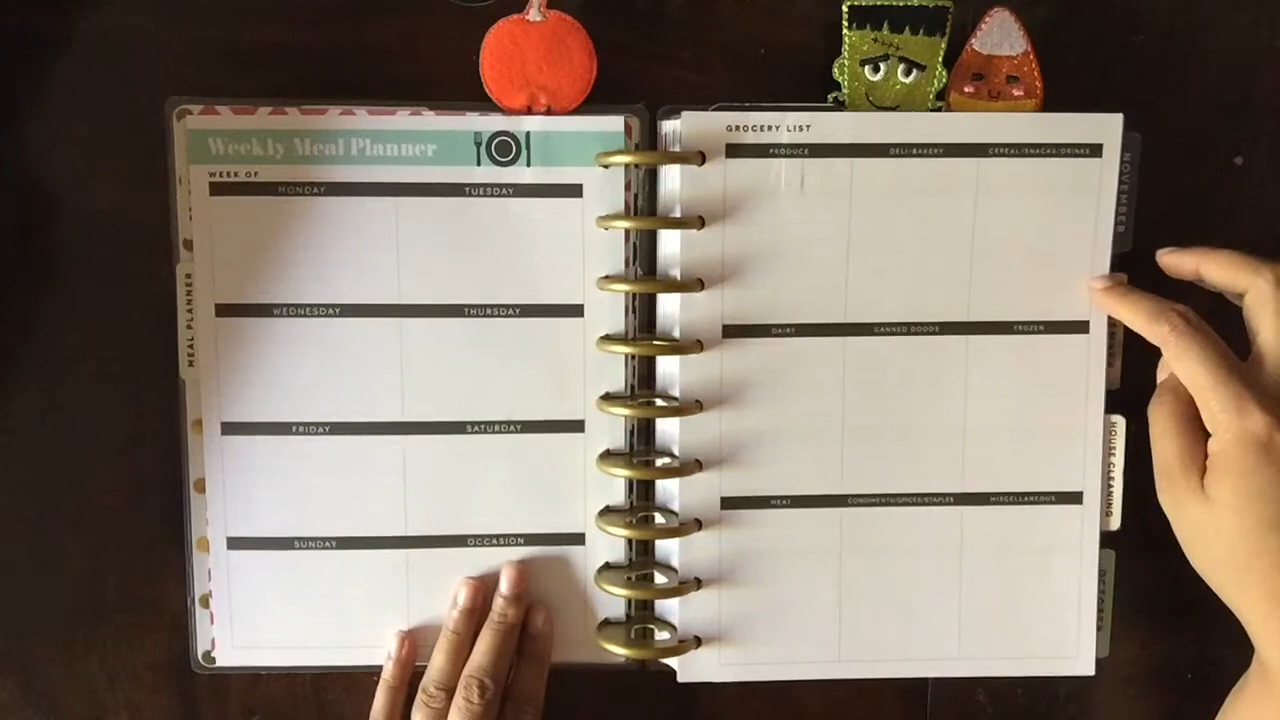 Weekly Meal Planner
WEEK OF
MONDAY TUESDAY
WEDNESDAY THURSDAY
FRIDAY SATURDAY
SUNDAY OCCASION
MEAL PLANNER
GROCERY LIST
PRODUCE DELI/BAKERY CEREAL/SNACKS/DRINKS
DAIRY CANNED GOODS FROZEN
MEAT CONDIMENTS/SPICES/STAPLES MISCELLANEOUS
NOVEMBER
HOUSE CLEANING
OCTOBER